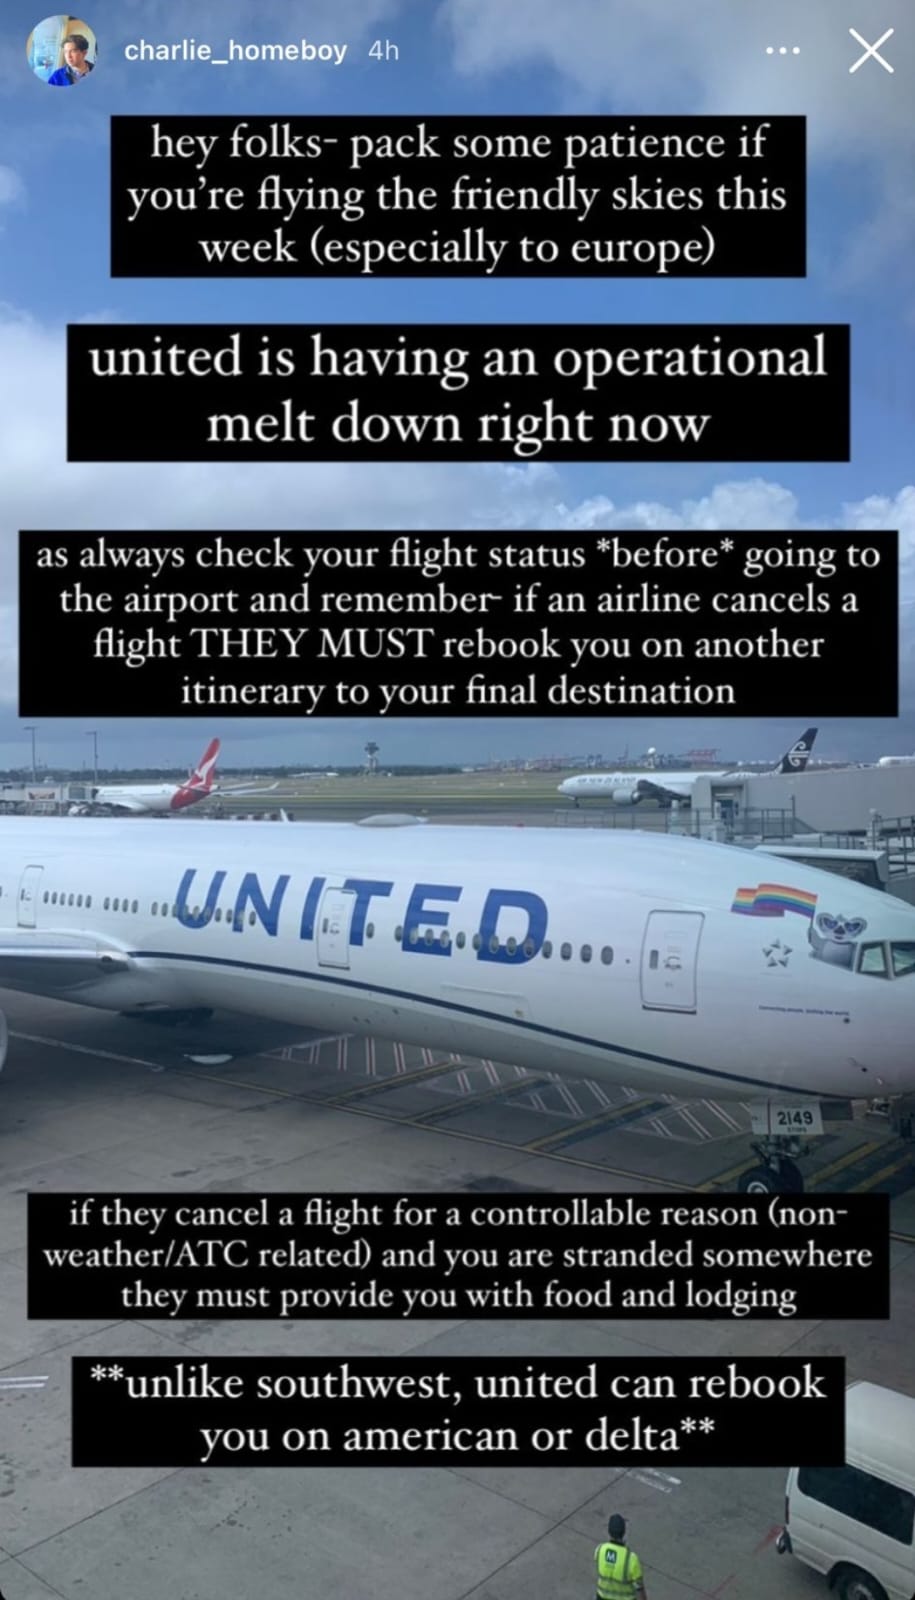 charlie_homeboy 4h
hey folks- pack some patience if
you're flying the friendly skies this
week (especially to europe)
united is having an operational
melt down right now
as always check your flight status *before* going to
the airport and remember- if an airline cancels a
flight THEY MUST rebook you on another
itinerary to your final destination
AIR NEW ZEALAND
UNITED
2149
if they cancel a flight for a controllable reason (non-
weather/ATC related) and you are stranded somewhere
they must provide you with food and lodging
**unlike southwest, united can rebook
you on american or delta**
M